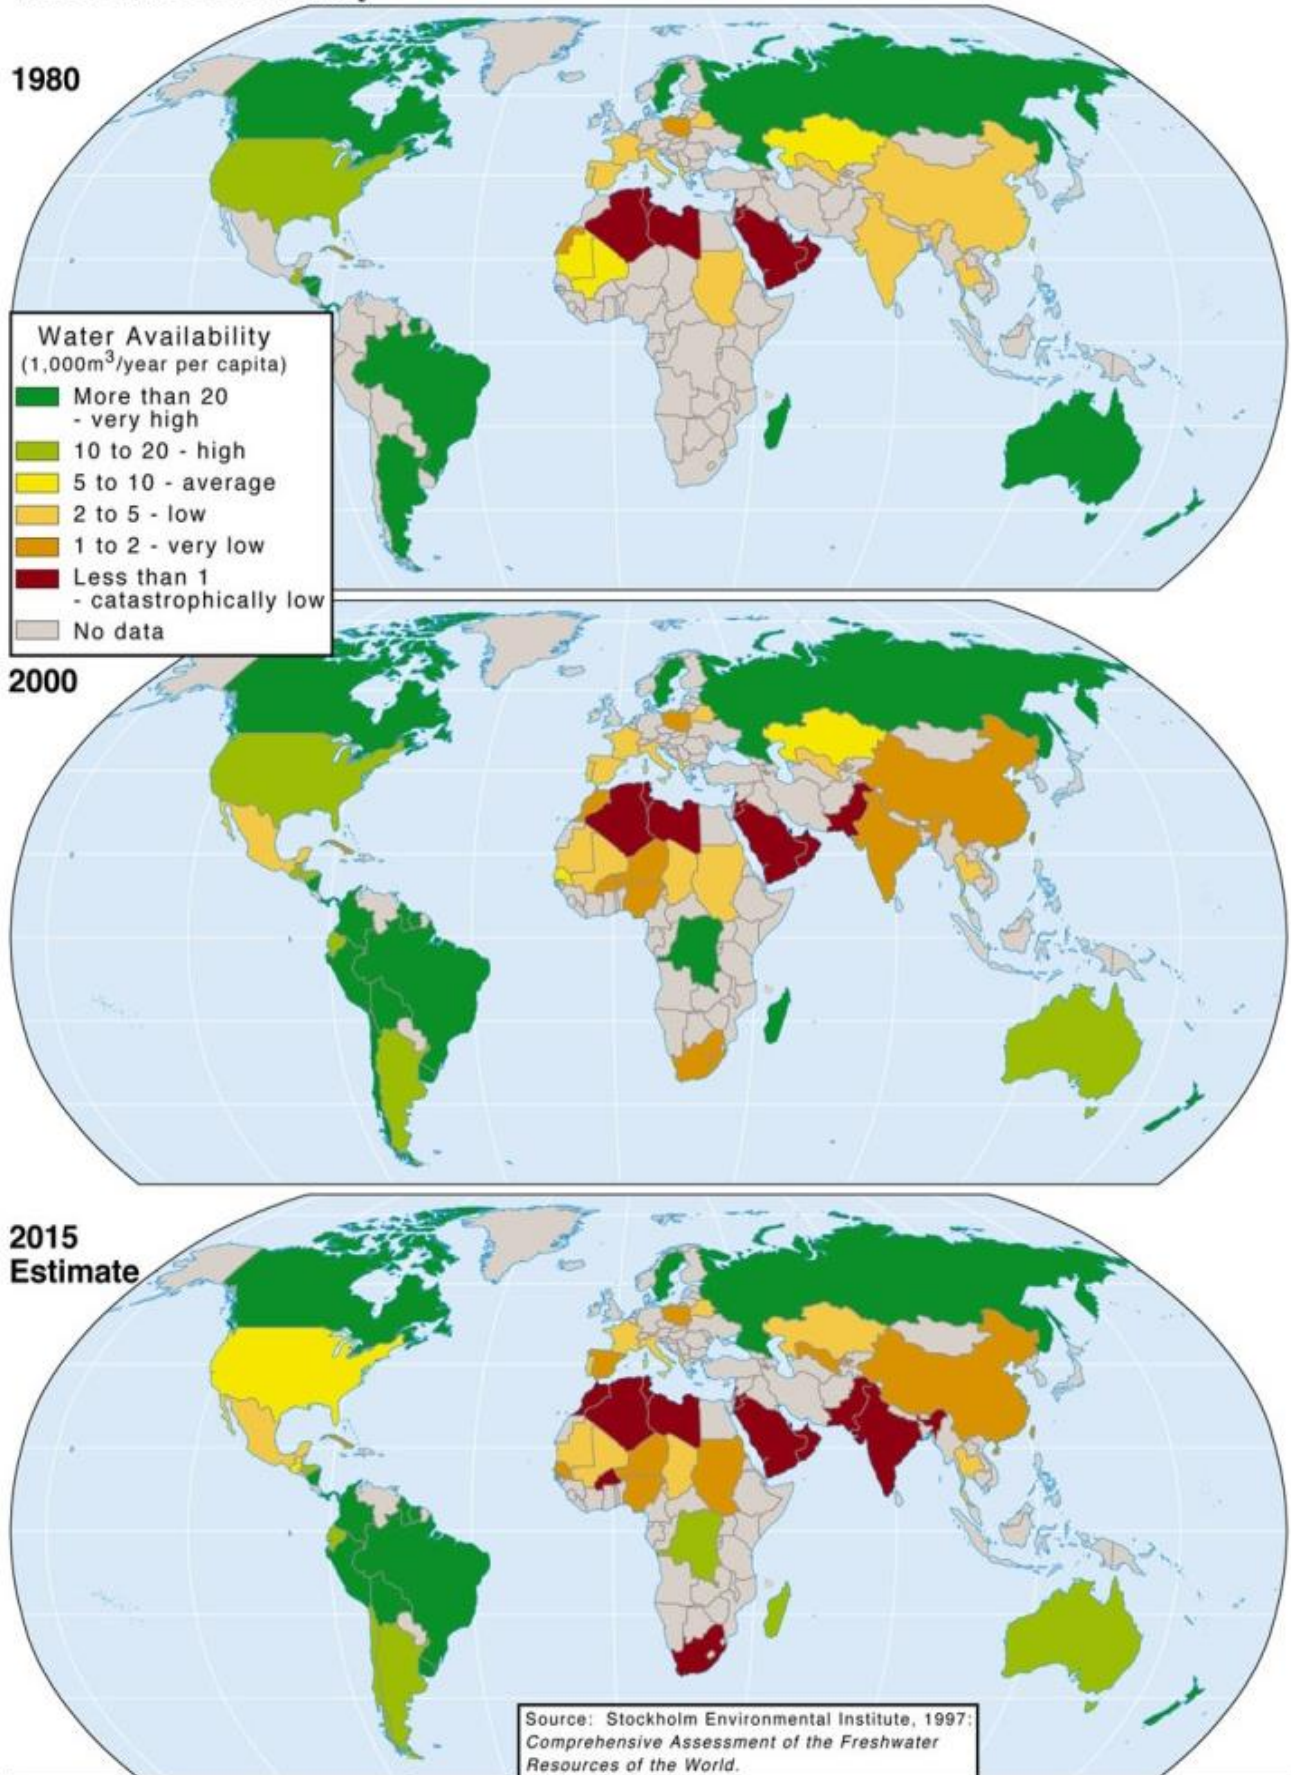 1980
Water Availability
(1,000m3/year per capita)
More than 20
- very high
10 to 20 - high
5 to 10 - average
2 to 5 - low
1 to 2 - very low
Less than 1
- catastrophically low
No data
2000
2015
Estimate
Source: Stockholm Environmental Institute, 1997:
Comprehensive Assessment of the Freshwater
Resources of the World.